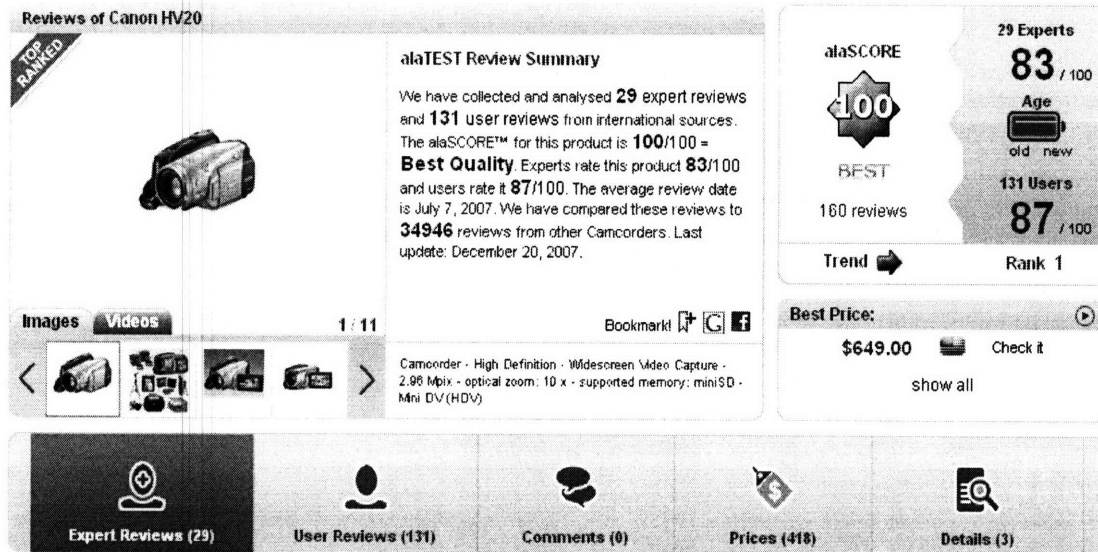 Reviews of Canon HV20
TOP
RANKED
alaTEST Review Summary
We have collected and analysed 29 expert reviews
and 131 user reviews from international sources.
The alaSCORE™ for this product is 100/100 =
Best Quality. Experts rate this product 83/100
and users rate it 87/100. The average review date
is July 7, 2007. We have compared these reviews to
34946 reviews from other Camcorders. Last
update: December 20, 2007.
Images Videos 1 / 11
Bookmark! G f
Camcorder - High Definition - Widescreen Video Capture -
2.96 Mpix - optical zoom: 10 x - supported memory: miniSD -
Mini DV (HDV)
alaSCORE
100
BEST
160 reviews
29 Experts
83 / 100
Age
old new
131 Users
87 / 100
Trend Rank 1
Best Price:
$649.00 Check it
show all
Expert Reviews (29) User Reviews (131) Comments (0) Prices (418) Details (3)